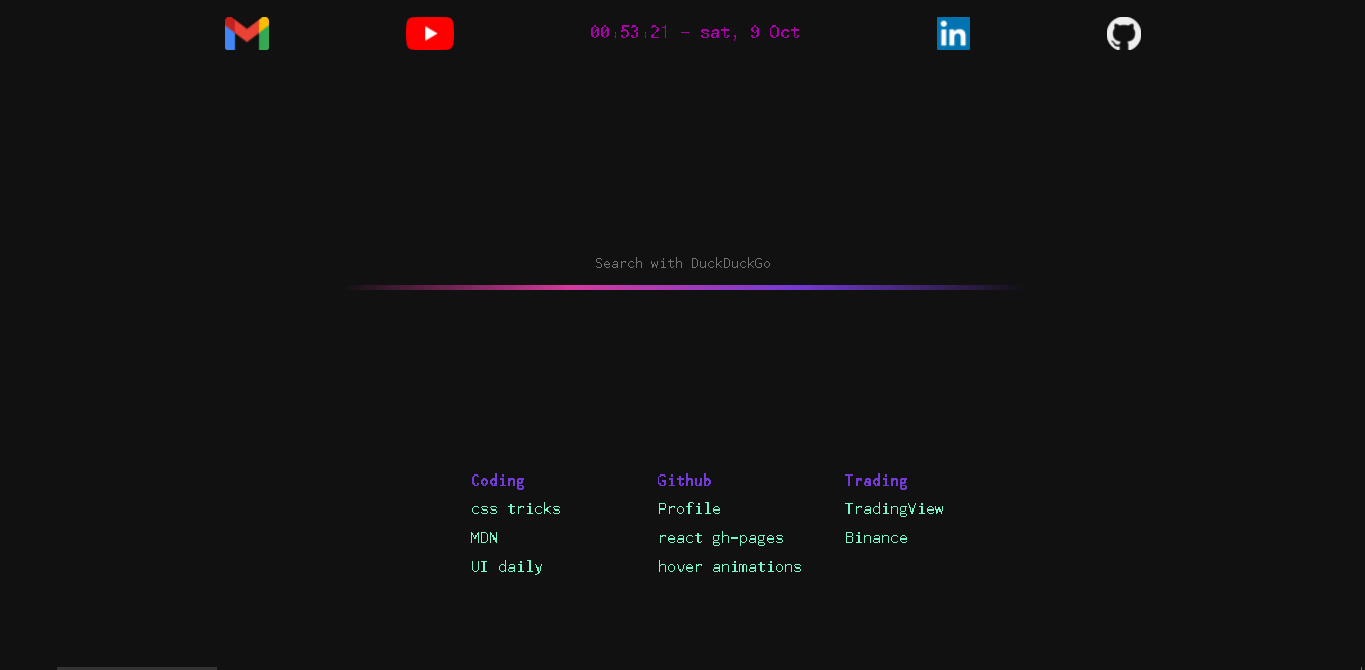 00:53:21 - sat, 9 Oct
in
Search with DuckDuckGo
Coding
css tricks
MDN
UI daily
Github
Profile
react gh-pages
hover animations
Trading
TradingView
Binance